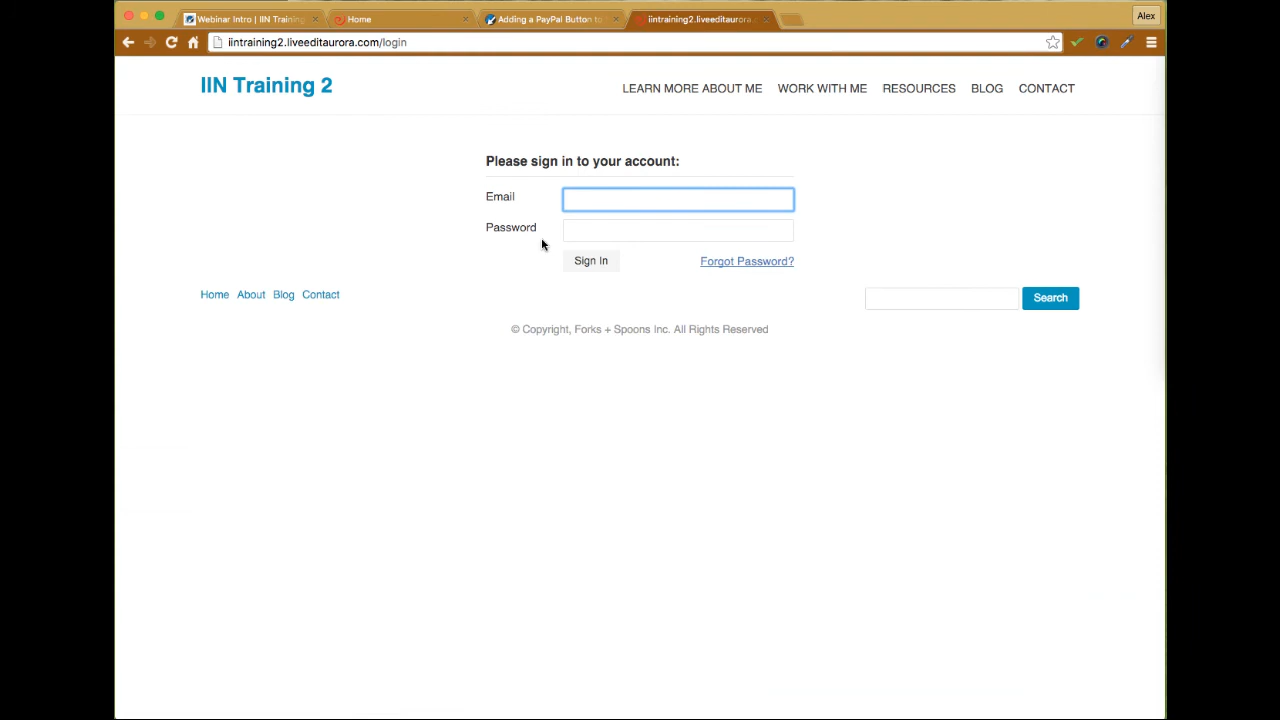 Webinar Intro | IIN Training
Home
Adding a PayPal Button to
iintraining2.liveeditaurora.
Alex
iintraining2.liveeditaurora.com/login
IIN Training 2
LEARN MORE ABOUT ME WORK WITH ME RESOURCES BLOG CONTACT
Please sign in to your account:
Email
Password
Sign In Forgot Password?
Home About Blog Contact
Search
© Copyright, Forks + Spoons Inc. All Rights Reserved